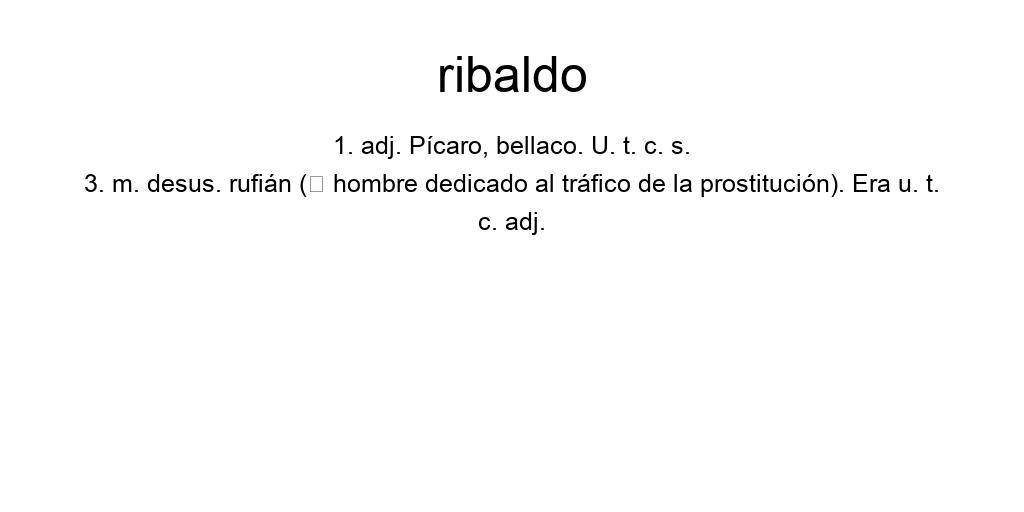 ribaldo
1. adj. Pícaro, bellaco. U. t. c. s.
3. m. desus. rufián (▯ hombre dedicado al tráfico de la prostitución). Era u. t.
c. adj.